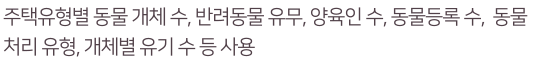 주택유형별 동물 개체 수, 반려동물 유무, 양육인 수, 동물등록 수, 동물
처리 유형, 개체별 유기 수 등 사용